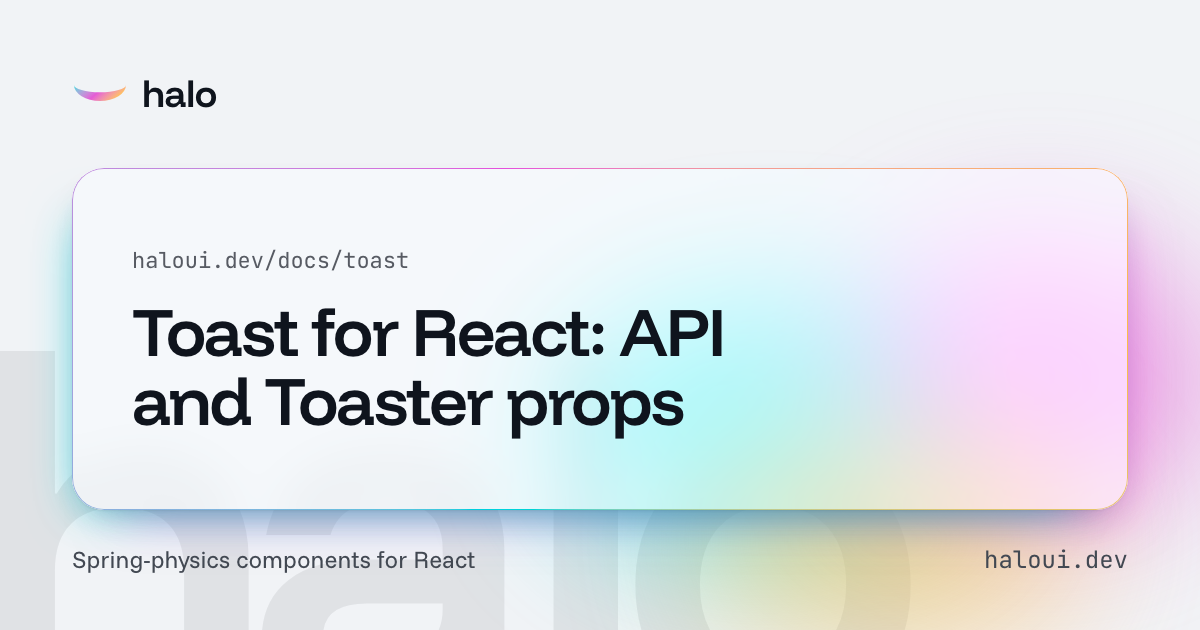 halo
haloui.dev/docs/toast
Toast for React: API
and Toaster props
Spring-physics components for React
haloui.dev
halo